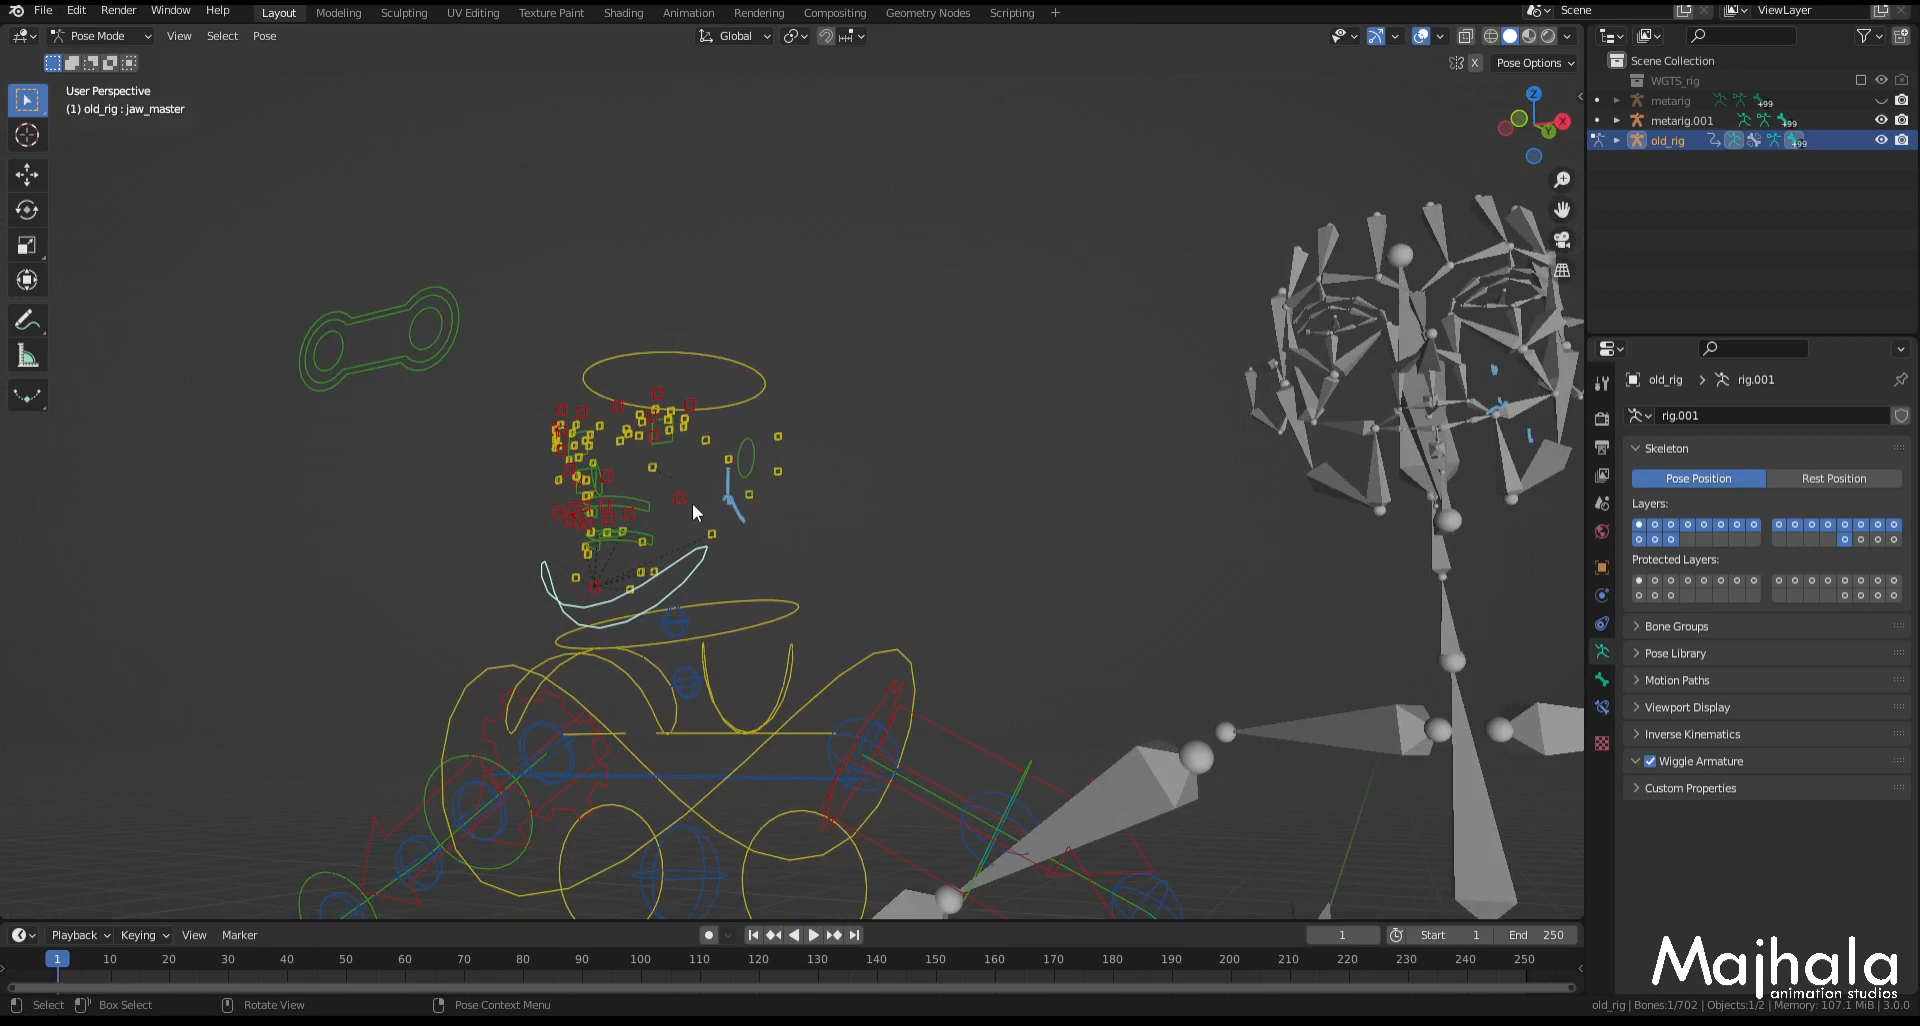 File Edit Render Window Help Layout Modeling Sculpting UV Editing Texture Paint Shading Animation Rendering Compositing Geometry Nodes Scripting + Scene ViewLayer
Pose Mode View Select Pose Global
X Pose Options
User Perspective
(1) old_rig : jaw_master
Z
X
Y
Scene Collection
WGTS_rig
metarig +99
metarig.001 +99
old_rig +99
old_rig > rig.001
rig.001
Skeleton
Pose Position Rest Position
Layers:
Protected Layers:
Bone Groups
Pose Library
Motion Paths
Viewport Display
Inverse Kinematics
Wiggle Armature
Custom Properties
Playback Keying View Marker 1 Start 1 End 250
1 10 20 30 40 50 60 70 80 90 100 110 120 130 140 150 160 170 180 190 200 210 220 230 240 250
Majhala
animation studios
Select Box Select Rotate View Pose Context Menu old_rig | Bones:1/702 | Objects:1/2 | Memory: 107.1 MiB | 3.0.0